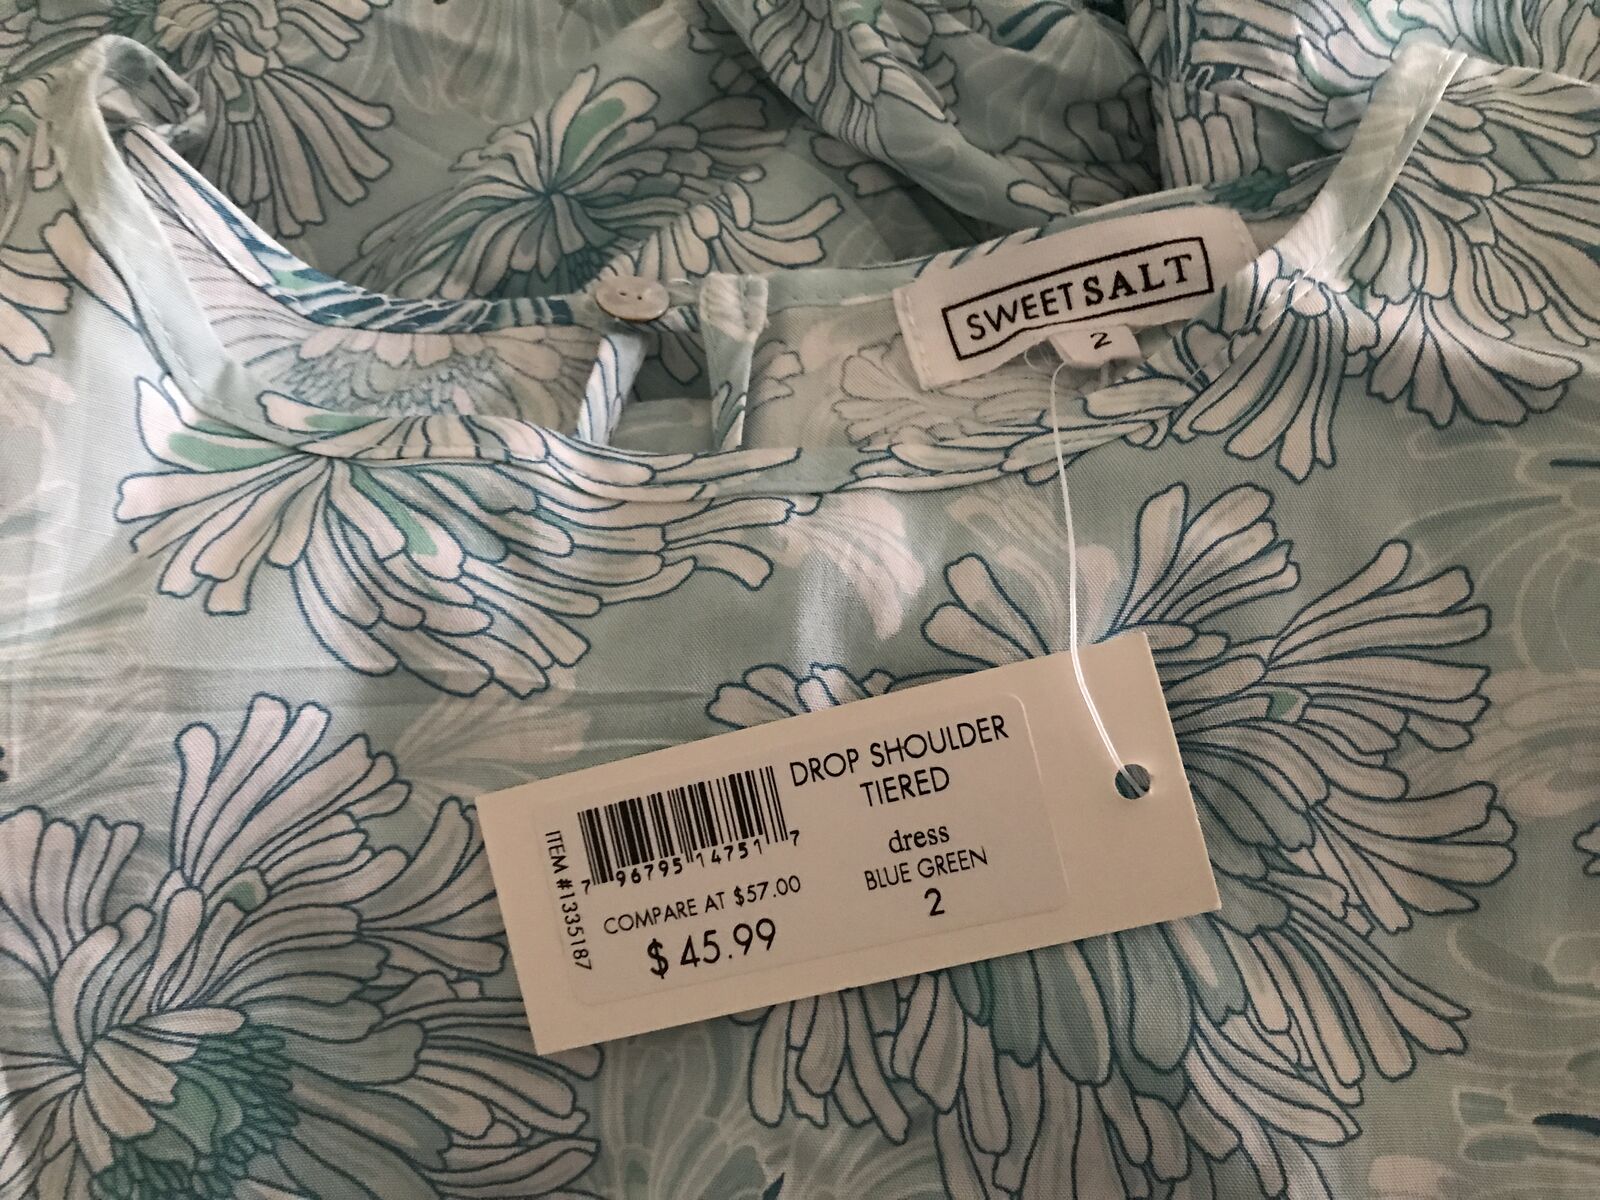 SWEETSALT
2
DROP SHOULDER
TIERED
dress
BLUE GREEN
2
7 96795 14751 7
COMPARE AT $57.00
$45.99
ITEM #1335187